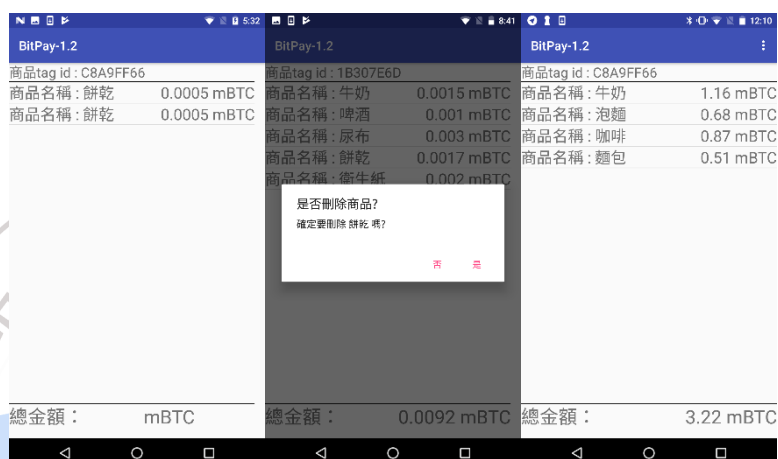 5:32
BitPay-1.2
商品tag id : C8A9FF66
商品名稱 : 餅乾 0.0005 mBTC
商品名稱 : 餅乾 0.0005 mBTC
總金額： mBTC
8:41
BitPay-1.2
商品tag id : 1B307E6D
商品名稱 : 牛奶 0.0015 mBTC
商品名稱 : 啤酒 0.001 mBTC
商品名稱 : 尿布 0.003 mBTC
商品名稱 : 餅乾 0.0017 mBTC
商品名稱 : 衛生紙 0.002 mBTC
是否刪除商品?
確定要刪除 餅乾 嗎?
否 是
總金額： 0.0092 mBTC
12:10
BitPay-1.2
商品tag id : C8A9FF66
商品名稱 : 牛奶 1.16 mBTC
商品名稱 : 泡麵 0.68 mBTC
商品名稱 : 咖啡 0.87 mBTC
商品名稱 : 麵包 0.51 mBTC
總金額： 3.22 mBTC